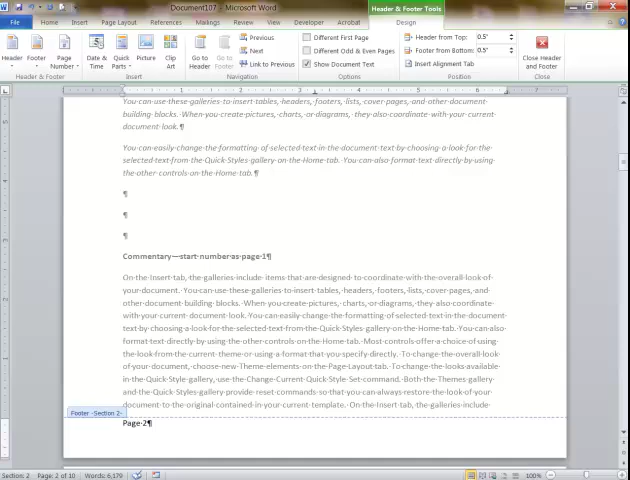 Document107 - Microsoft Word
Header & Footer Tools
File Home Insert Page Layout References Mailings Review View Developer Acrobat Design
Header Footer Page Number
Date & Time Quick Parts Picture Clip Art
Go to Header Go to Footer
Previous
Next
Link to Previous
Different First Page
Different Odd & Even Pages
Show Document Text
Header from Top: 0.5"
Footer from Bottom: 0.5"
Insert Alignment Tab
Close Header and Footer
Header & Footer Insert Navigation Options Position Close
You can use these galleries to insert tables, headers, footers, lists, cover pages, and other document
building blocks. When you create pictures, charts, or diagrams, they also coordinate with your current
document look.¶
You can easily change the formatting of selected text in the document text by choosing a look for the
selected text from the Quick Styles gallery on the Home tab. You can also format text directly by using
the other controls on the Home tab.¶
¶
¶
¶
Commentary—start number as page 1¶
On the Insert tab, the galleries include items that are designed to coordinate with the overall look of
your document. You can use these galleries to insert tables, headers, footers, lists, cover pages, and
other document building blocks. When you create pictures, charts, or diagrams, they also coordinate
with your current document look. You can easily change the formatting of selected text in the document
text by choosing a look for the selected text from the Quick Styles gallery on the Home tab. You can also
format text directly by using the other controls on the Home tab. Most controls offer a choice of using
the look from the current theme or using a format that you specify directly. To change the overall look
of your document, choose new Theme elements on the Page Layout tab. To change the looks available
in the Quick Style gallery, use the Change Current Quick Style Set command. Both the Themes gallery
and the Quick Styles gallery provide reset commands so that you can always restore the look of your
document to the original contained in your current template. On the Insert tab, the galleries include
Footer -Section 2-
Page 2¶
Section: 2 Page: 2 of 10 Words: 6,179 100%